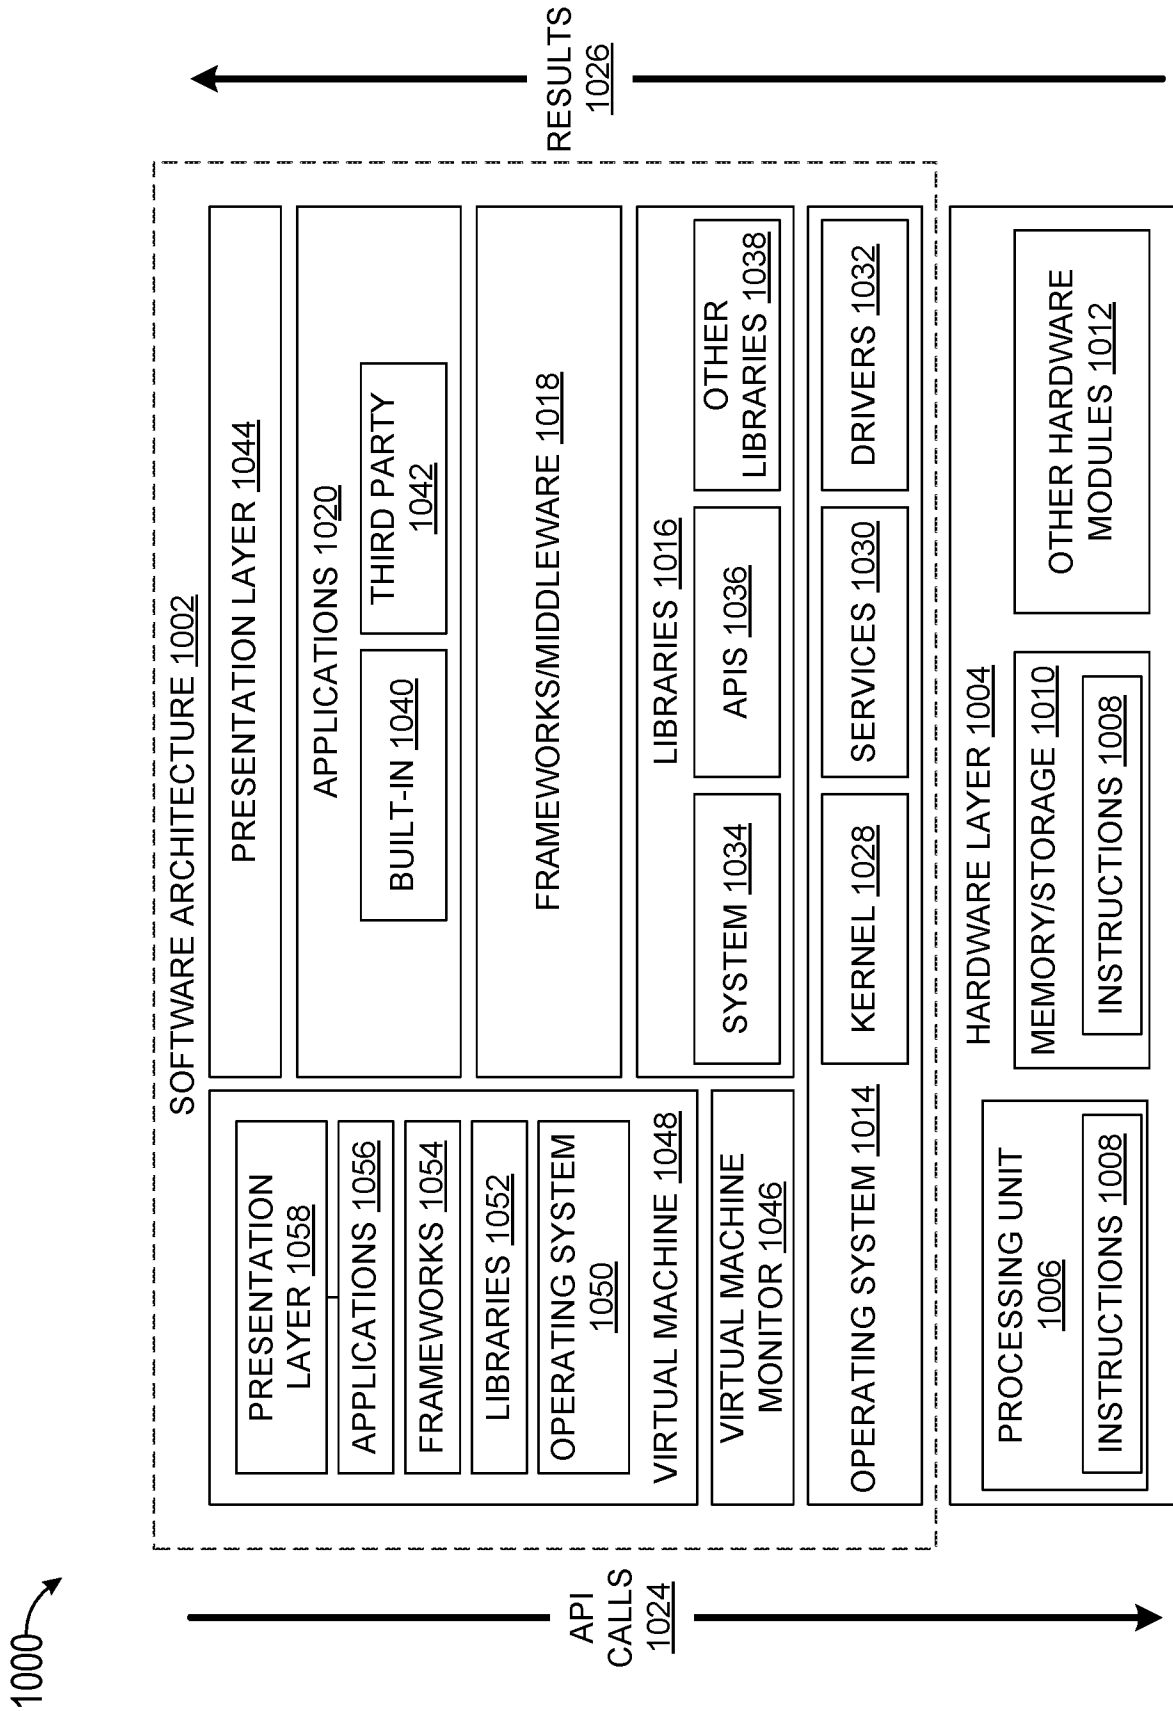 1000
SOFTWARE ARCHITECTURE 1002
PRESENTATION
LAYER 1058
APPLICATIONS 1056
FRAMEWORKS 1054
LIBRARIES 1052
OPERATING SYSTEM
1050
VIRTUAL MACHINE 1048
VIRTUAL MACHINE
MONITOR 1046
PRESENTATION LAYER 1044
APPLICATIONS 1020
BUILT-IN 1040
THIRD PARTY
1042
FRAMEWORKS/MIDDLEWARE 1018
LIBRARIES 1016
SYSTEM 1034
APIS 1036
OTHER
LIBRARIES 1038
OPERATING SYSTEM 1014
KERNEL 1028
SERVICES 1030
DRIVERS 1032
HARDWARE LAYER 1004
PROCESSING UNIT
1006
INSTRUCTIONS 1008
MEMORY/STORAGE 1010
INSTRUCTIONS 1008
OTHER HARDWARE
MODULES 1012
API
CALLS
1024
RESULTS
1026